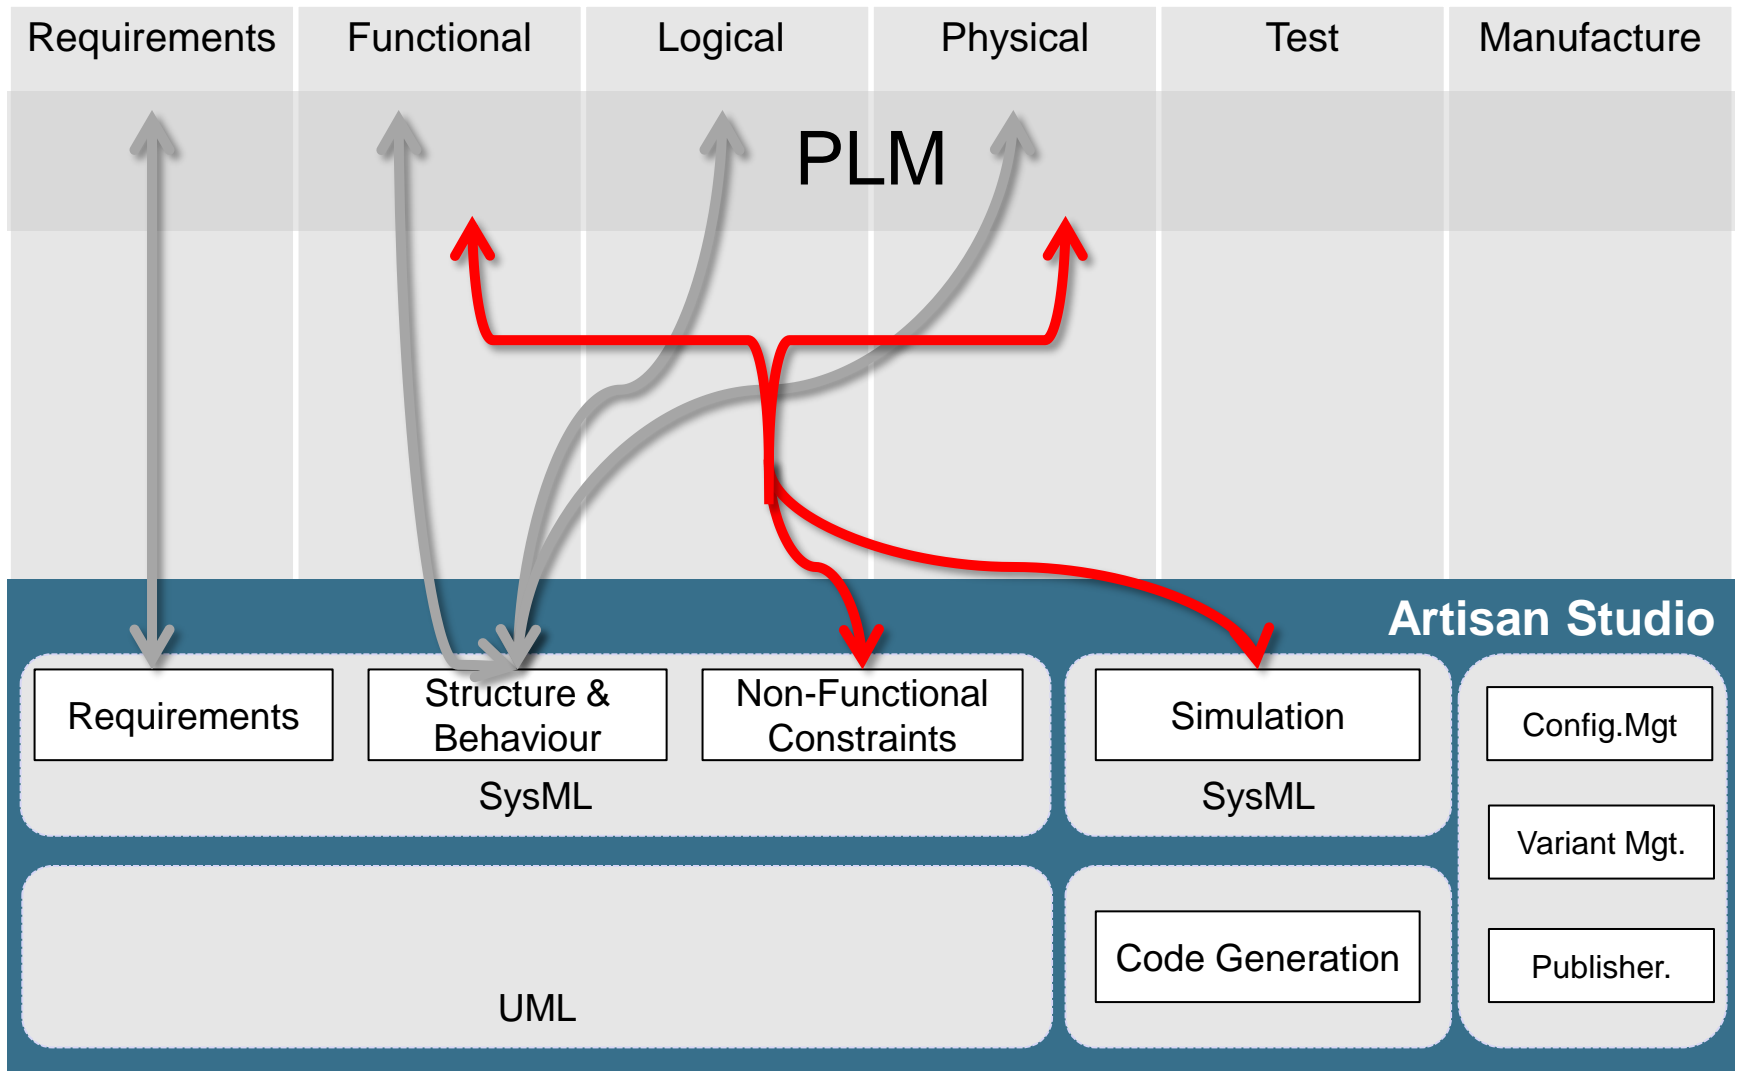 Requirements
Functional
Logical
Physical
Test
Manufacture
PLM
Artisan Studio
Requirements
Structure &
Behaviour
Non-Functional
Constraints
SysML
Simulation
SysML
Config.Mgt
Variant Mgt.
Publisher.
UML
Code Generation